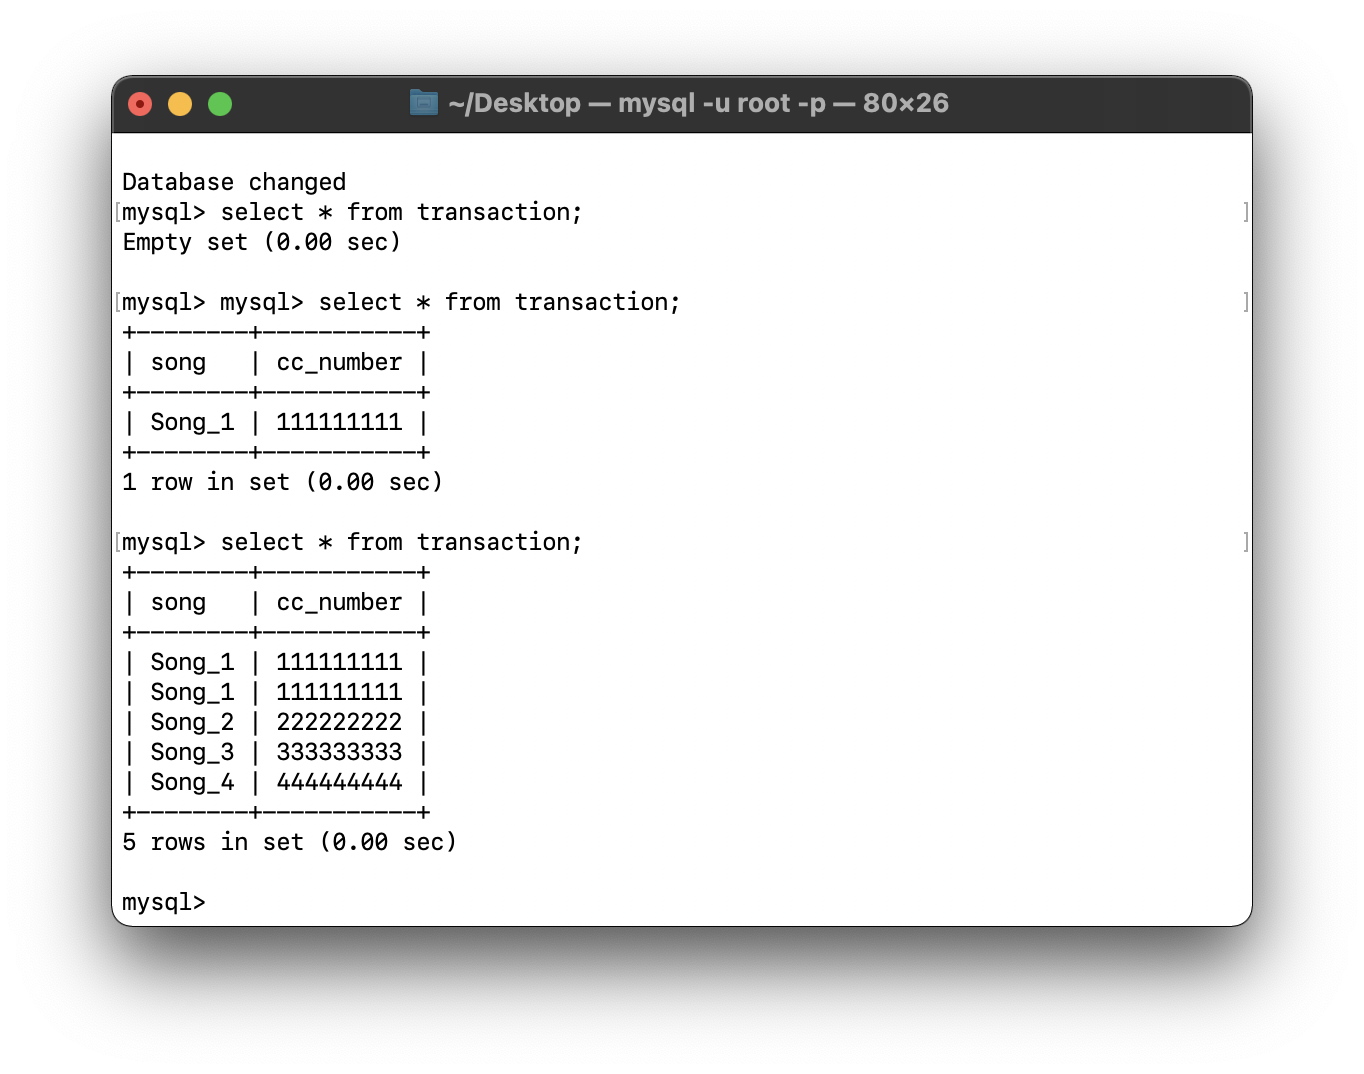 ~/Desktop — mysql -u root -p — 80×26
Database changed
[mysql> select * from transaction; ]
Empty set (0.00 sec)
[mysql> mysql> select * from transaction; ]
+--------+-----------+
| song   | cc_number |
+--------+-----------+
| Song_1 | 111111111 |
+--------+-----------+
1 row in set (0.00 sec)
[mysql> select * from transaction; ]
+--------+-----------+
| song   | cc_number |
+--------+-----------+
| Song_1 | 111111111 |
| Song_1 | 111111111 |
| Song_2 | 222222222 |
| Song_3 | 333333333 |
| Song_4 | 444444444 |
+--------+-----------+
5 rows in set (0.00 sec)
mysql>